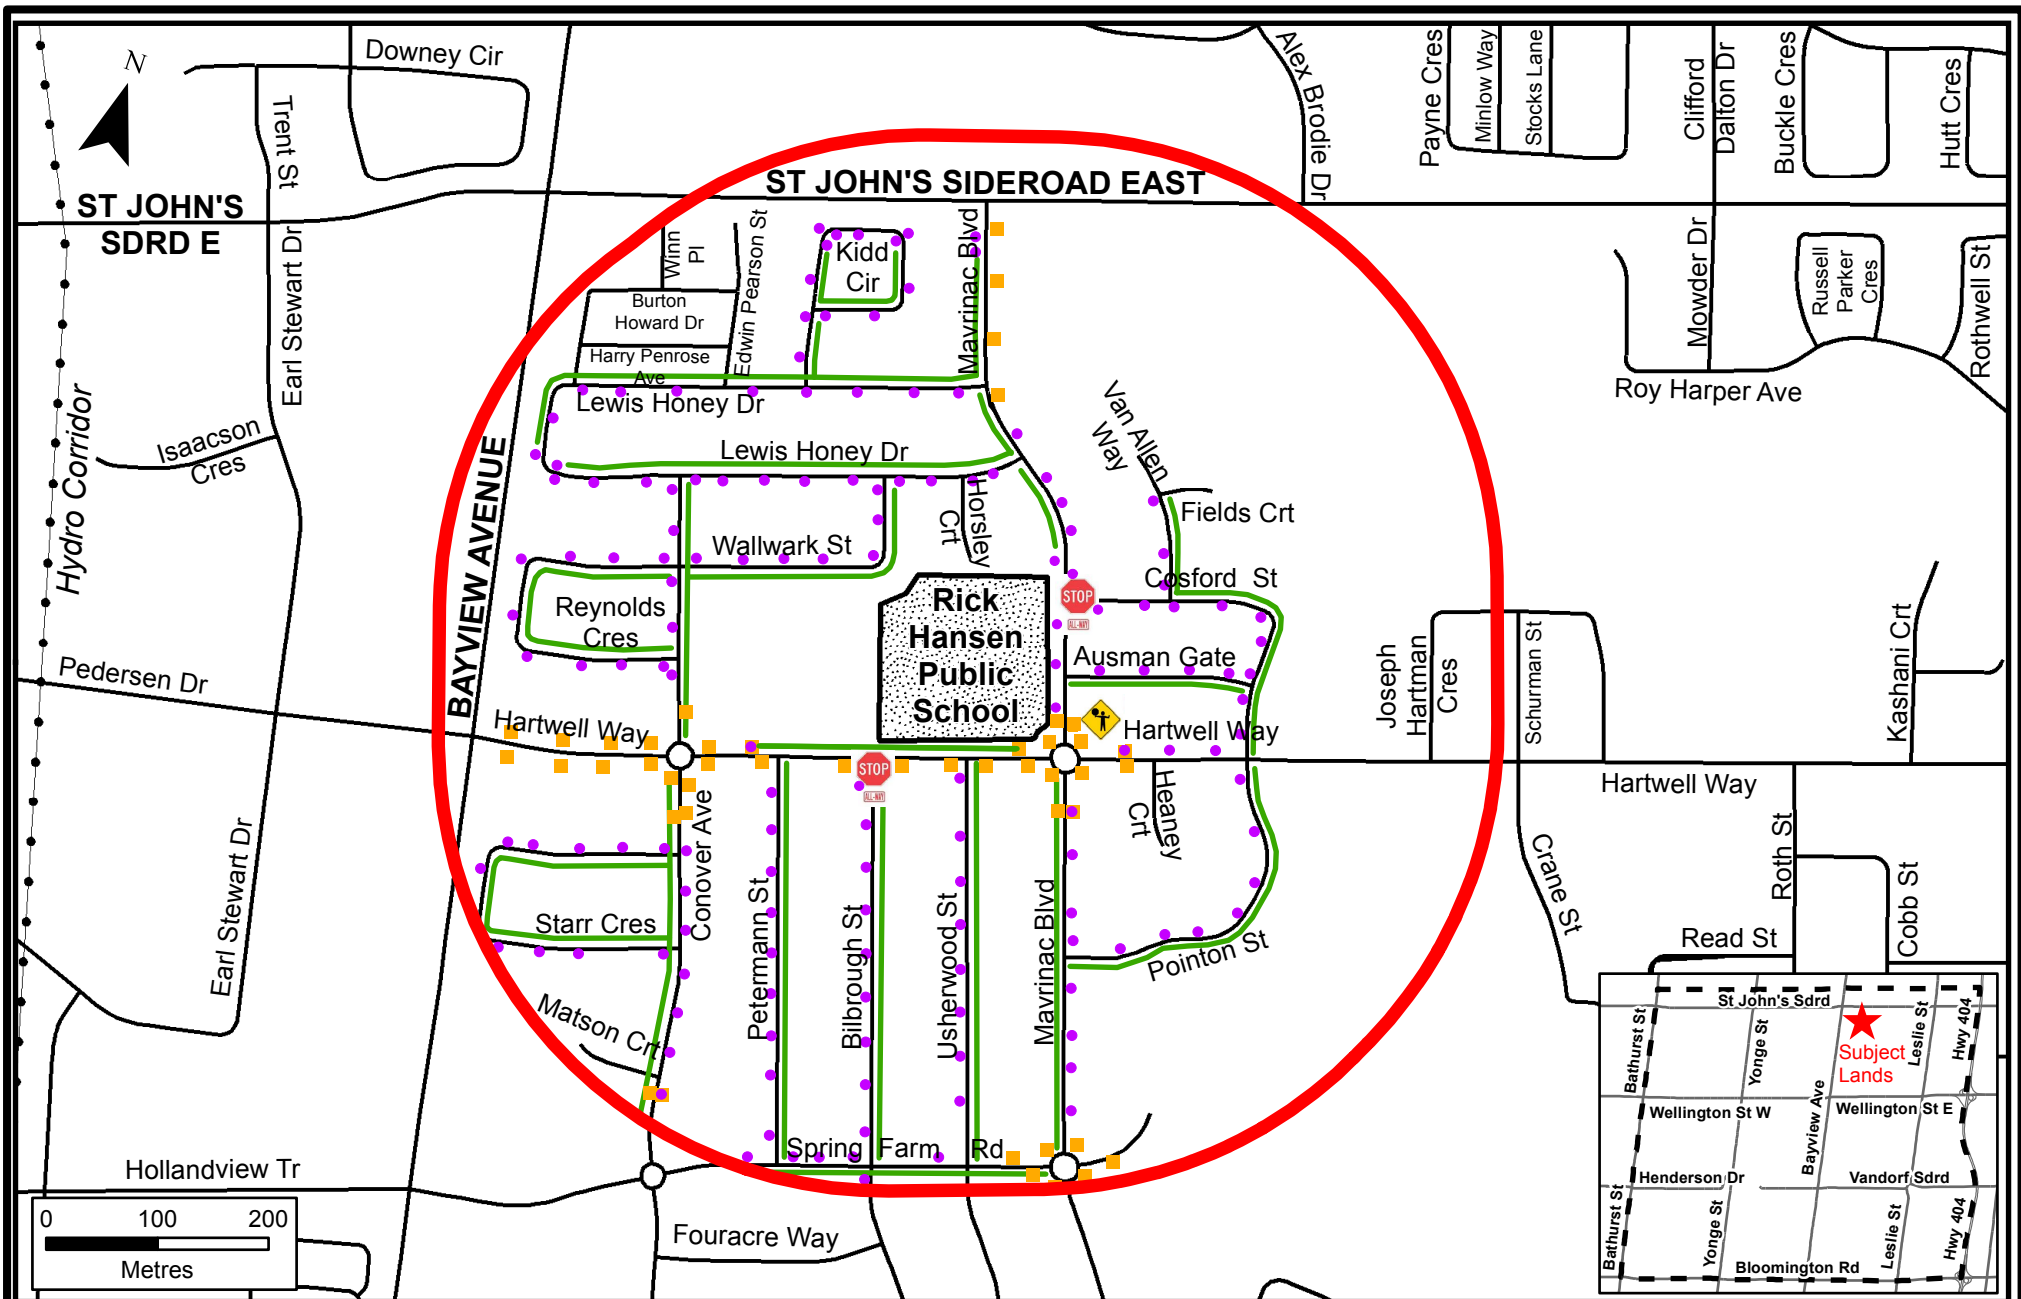 N
Downey Cir
Trent St
ST JOHN'S
SDRD E
Earl Stewart Dr
Hydro Corridor
Isaacson
Cres
Pedersen Dr
Earl Stewart Dr
Hollandview Tr
BAYVIEW AVENUE
ST JOHN'S SIDEROAD EAST
Winn
Pl
Burton
Howard Dr
Harry Penrose
Ave
Edwin Pearson St
Kidd
Cir
Mavrinac Blvd
Lewis Honey Dr
Lewis Honey Dr
Horsley
Crt
Wallwark St
Reynolds
Cres
Rick
Hansen
Public
School
Van Allen
Way
Fields Crt
Cosford St
STOP
ALL-WAY
Ausman Gate
Hartwell Way
Hartwell Way
STOP
ALL-WAY
Heaney
Crt
Conover Ave
Starr Cres
Matson Crt
Petermann St
Bilbrough St
Usherwood St
Mavrinac Blvd
Pointon St
Spring Farm Rd
Fouracre Way
Alex Brodie Dr
Payne Cres
Minlow Way
Stocks Lane
Clifford
Dalton Dr
Buckle Cres
Hutt Cres
Mowder Dr
Russell
Parker
Cres
Rothwell St
Roy Harper Ave
Joseph
Hartman
Cres
Schurman St
Kashani Crt
Hartwell Way
Crane St
Roth St
Cobb St
Read St
0 100 200
Metres
St John's Sdrd
Bathurst St
Yonge St
Bayview Ave
Leslie St
Hwy 404
Subject
Lands
Wellington St W
Wellington St E
Henderson Dr
Vandorf Sdrd
Bathurst St
Yonge St
Leslie St
Hwy 404
Bloomington Rd